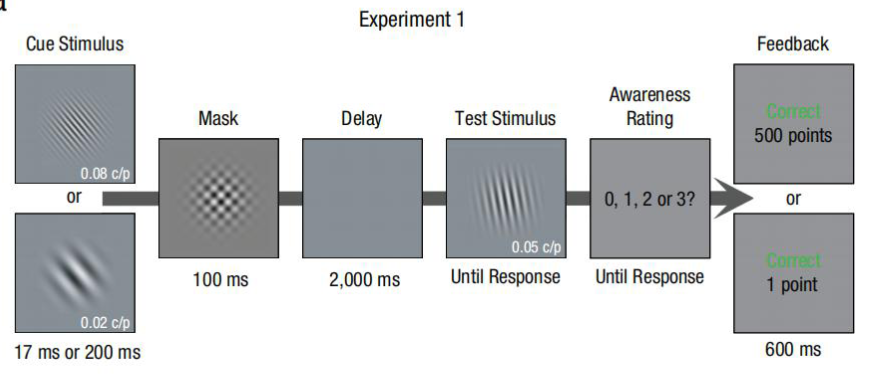 Experiment 1
Cue Stimulus
0.08 c/p
or
0.02 c/p
17 ms or 200 ms
Mask
100 ms
Delay
2,000 ms
Test Stimulus
0.05 c/p
Until Response
Awareness
Rating
0, 1, 2 or 3?
Until Response
Feedback
Correct
500 points
or
Correct
1 point
600 ms